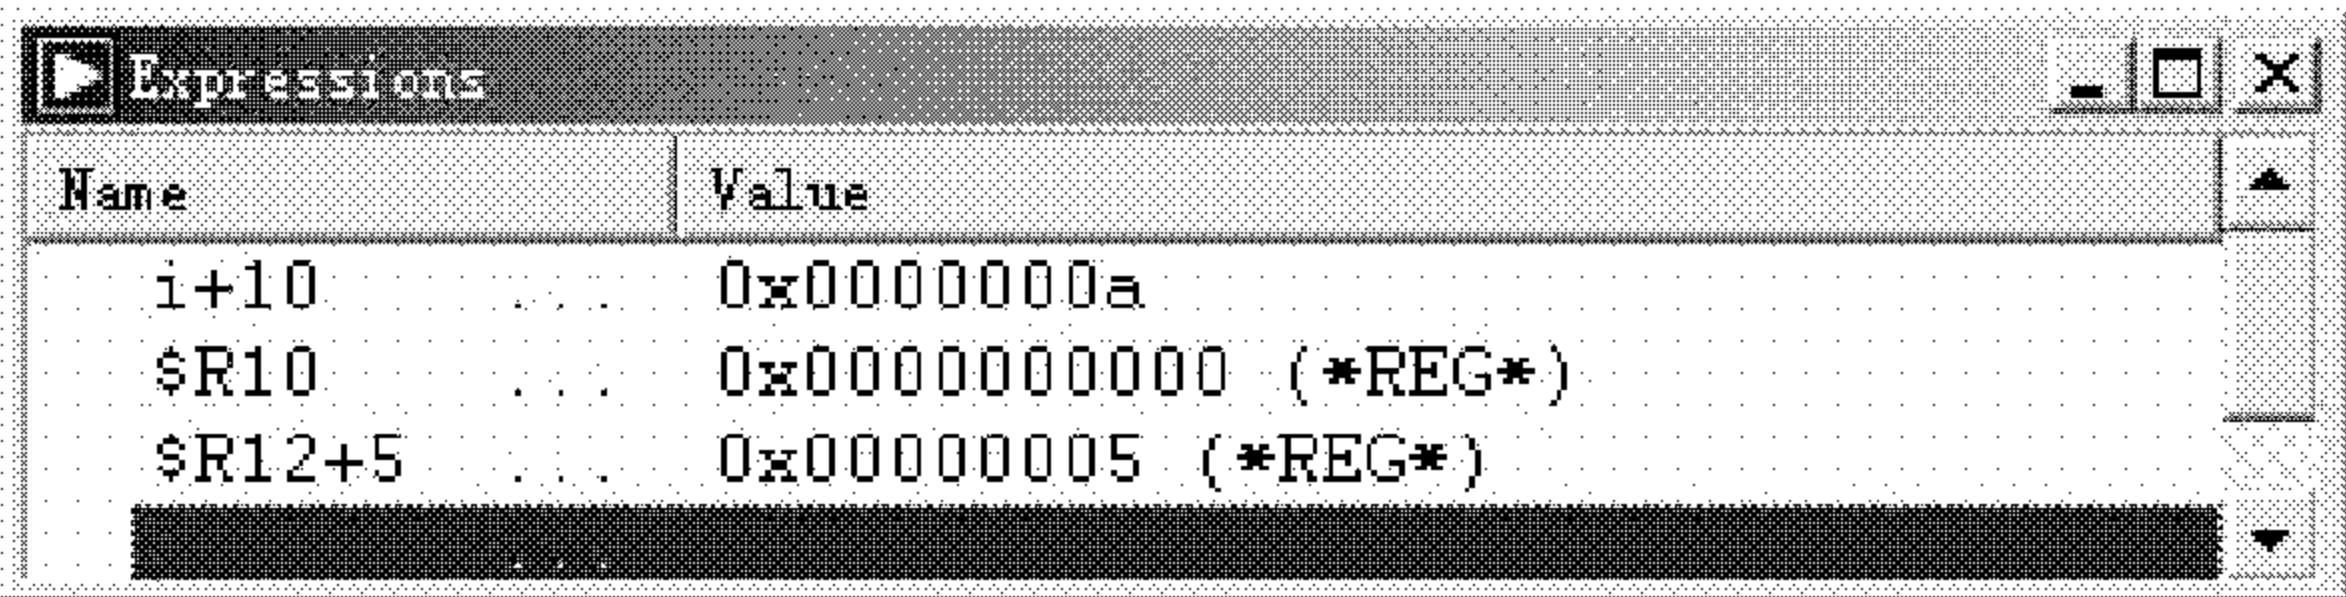 Expressions
Name Value
i+10 ... 0x0000000a
$R10 ... 0x0000000000 (*REG*)
$R12+5 ... 0x00000005 (*REG*)
...